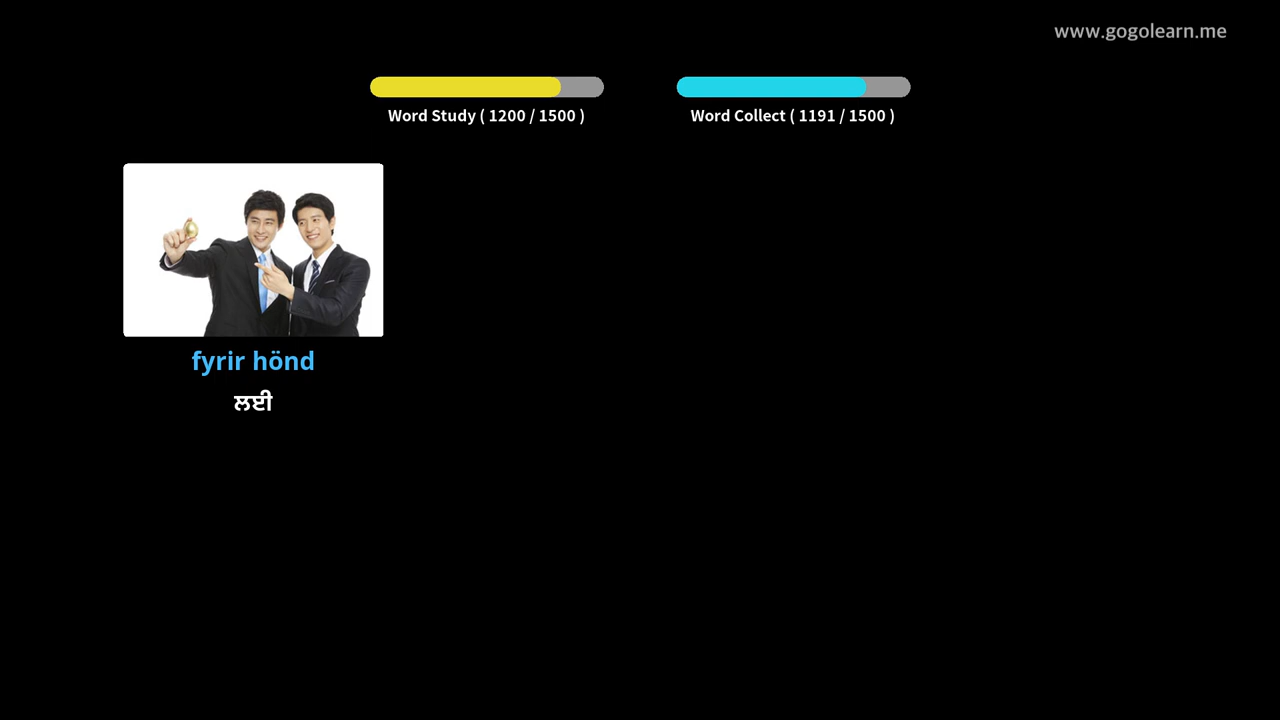 www.gogolearn.me
Word Study ( 1200 / 1500 )
Word Collect ( 1191 / 1500 )
fyrir hönd
ਲਈ